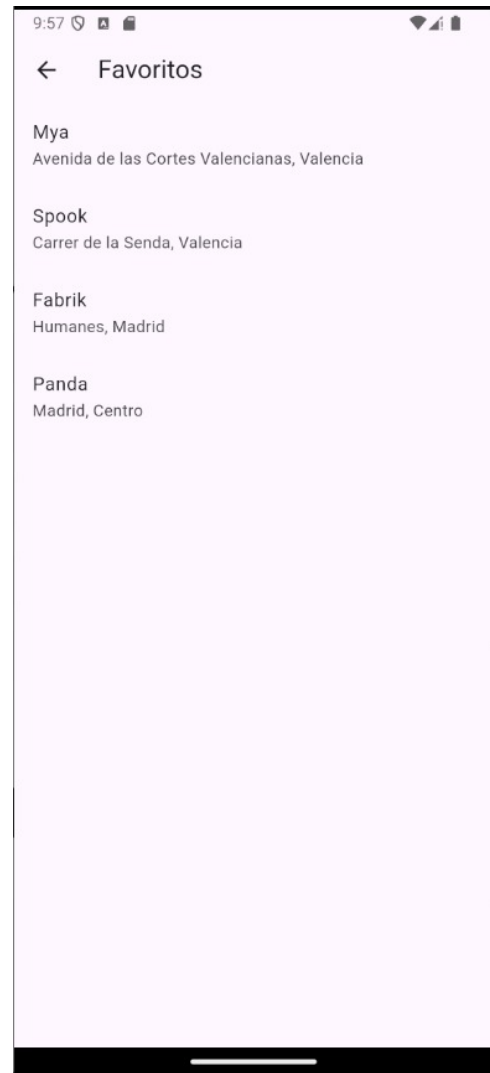 9:57
Favoritos
Mya
Avenida de las Cortes Valencianas, Valencia
Spook
Carrer de la Senda, Valencia
Fabrik
Humanes, Madrid
Panda
Madrid, Centro